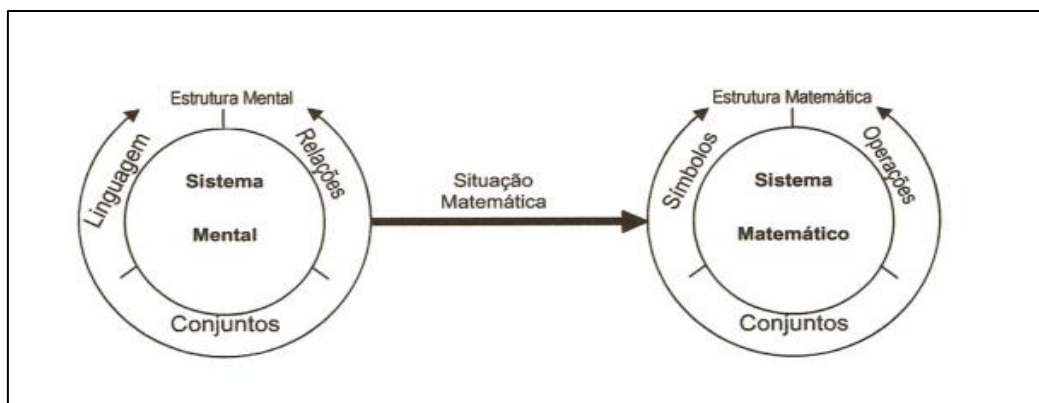 Estrutura Mental
Linguagem
Relações
Sistema
Mental
Conjuntos
Situação
Matemática
Estrutura Matemática
Símbolos
Operações
Sistema
Matemático
Conjuntos